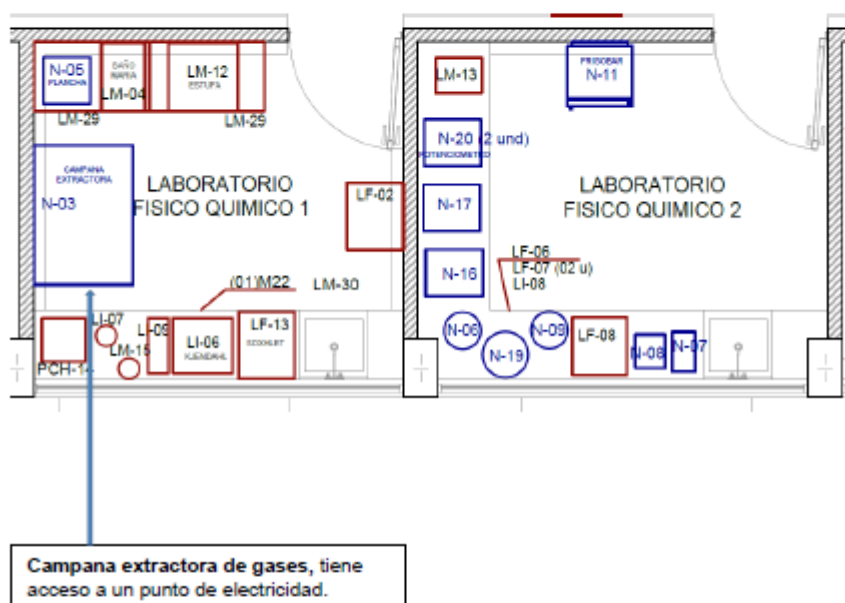 N-05
PLANCHA
BAÑO
MARIA
LM-04
LM-12
ESTUFA
LM-29
LM-29
CAMPANA
EXTRACTORA
N-03
LABORATORIO
FISICO QUIMICO 1
LF-02
(01)M22
LM-30
LI-07
LM-15
LI-09
LI-06
KJENDAHL
LF-13
SOXHLET
PCH-14
LM-13
FRIGOBAR
N-11
N-20 (2 und)
POTENCIOMETRO
N-17
LABORATORIO
FISICO QUIMICO 2
N-16
LF-06
LF-07 (02 u)
LI-08
N-06
N-19
N-09
LF-08
N-08
N-07
Campana extractora de gases, tiene
acceso a un punto de electricidad.